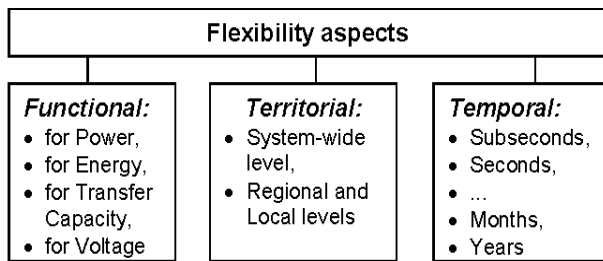 Flexibility aspects
Functional:
• for Power,
• for Energy,
• for Transfer
Capacity,
• for Voltage
Territorial:
• System-wide
level,
• Regional and
Local levels
Temporal:
• Subseconds,
• Seconds,
• ...
• Months,
• Years